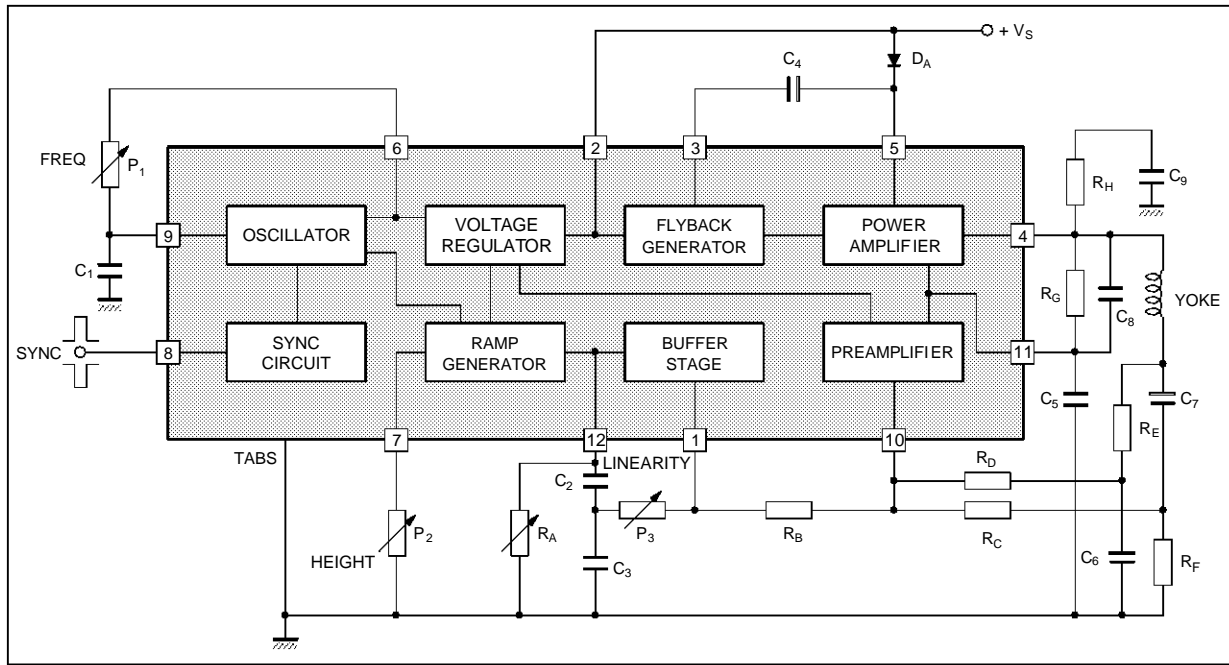 + VS
C4
DA
6
2
3
5
FREQ
P1
RH
C9
9
OSCILLATOR
VOLTAGE
REGULATOR
FLYBACK
GENERATOR
POWER
AMPLIFIER
4
C1
RG
C8
YOKE
SYNC
8
SYNC
CIRCUIT
RAMP
GENERATOR
BUFFER
STAGE
PREAMPLIFIER
11
C5
C7
RE
TABS
7
12
LINEARITY
1
10
C2
RD
P2
RA
P3
RB
RC
HEIGHT
C3
C6
RF